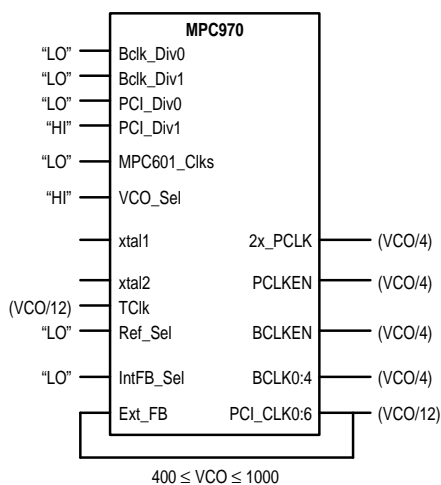 MPC970
“LO” Bclk_Div0
“LO” Bclk_Div1
“LO” PCI_Div0
“HI” PCI_Div1
“LO” MPC601_Clks
“HI” VCO_Sel
xtal1 2x_PCLK (VCO/4)
xtal2 PCLKEN (VCO/4)
(VCO/12) TClk
“LO” Ref_Sel BCLKEN (VCO/4)
“LO” IntFB_Sel BCLK0:4 (VCO/4)
Ext_FB PCI_CLK0:6 (VCO/12)
400 ≤ VCO ≤ 1000